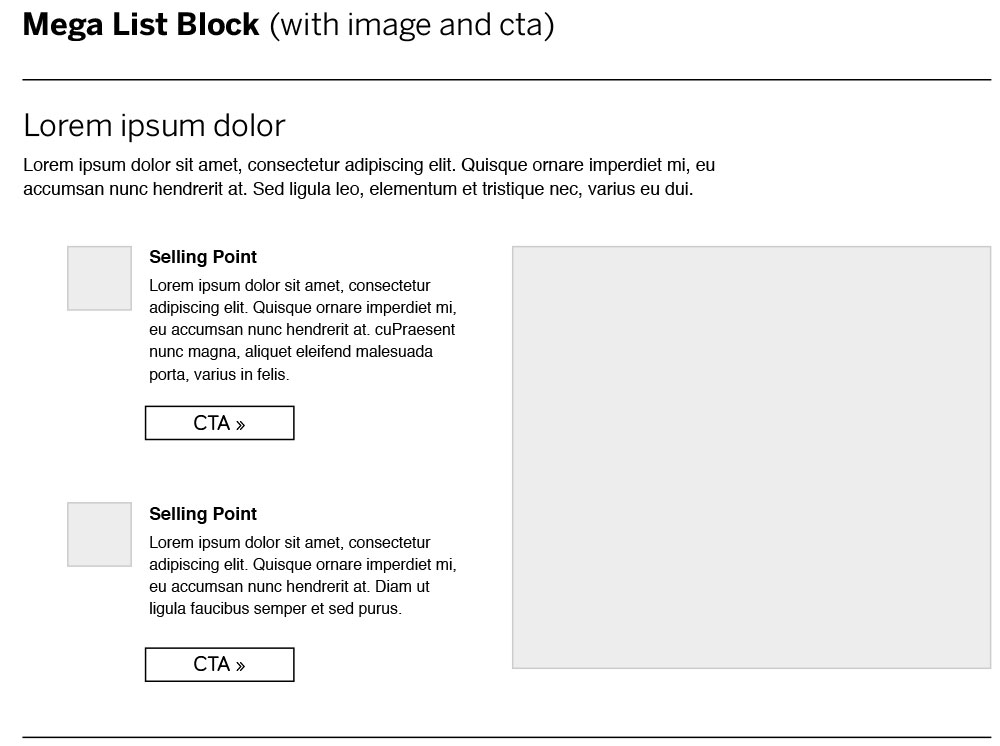 Mega List Block (with image and cta)
Lorem ipsum dolor
Lorem ipsum dolor sit amet, consectetur adipiscing elit. Quisque ornare imperdiet mi, eu
accumsan nunc hendrerit at. Sed ligula leo, elementum et tristique nec, varius eu dui.
Selling Point
Lorem ipsum dolor sit amet, consectetur
adipiscing elit. Quisque ornare imperdiet mi,
eu accumsan nunc hendrerit at. cuPraesent
nunc magna, aliquet eleifend malesuada
porta, varius in felis.
CTA »
Selling Point
Lorem ipsum dolor sit amet, consectetur
adipiscing elit. Quisque ornare imperdiet mi,
eu accumsan nunc hendrerit at. Diam ut
ligula faucibus semper et sed purus.
CTA »